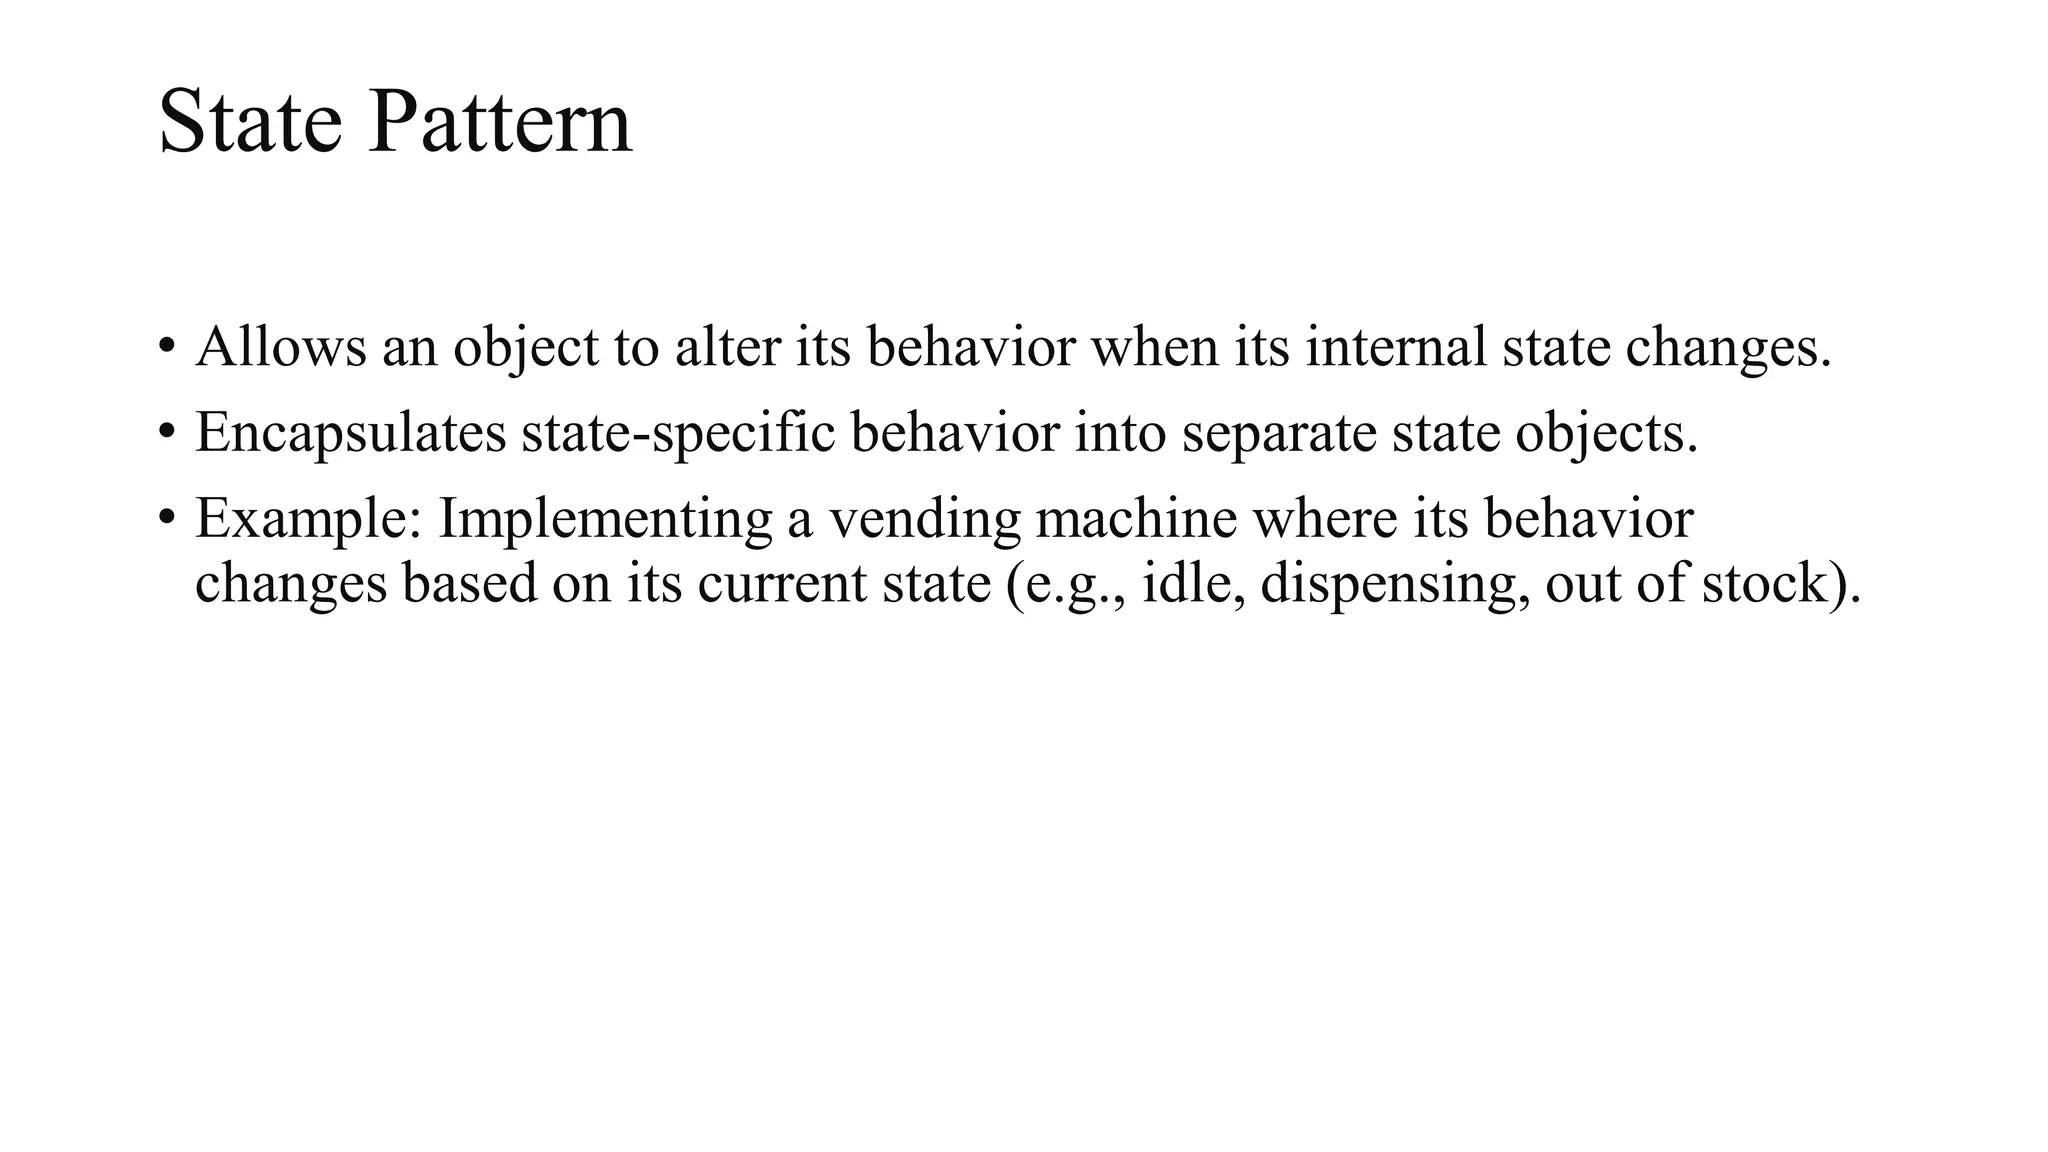 State Pattern
• Allows an object to alter its behavior when its internal state changes.
• Encapsulates state-specific behavior into separate state objects.
• Example: Implementing a vending machine where its behavior
changes based on its current state (e.g., idle, dispensing, out of stock).